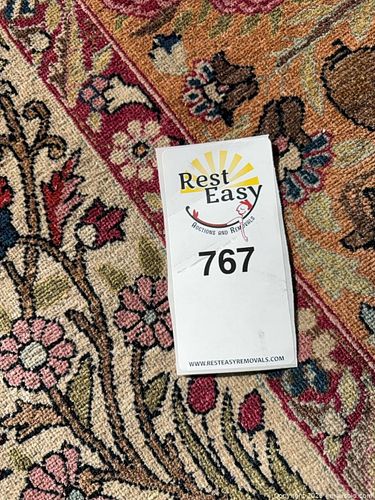 Rest
Easy
AUCTIONS AND REMOVALS
767
WWW.RESTEASYREMOVALS.COM